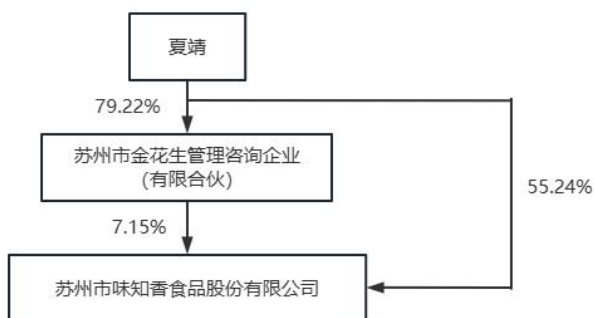 夏靖
79.22%
苏州市金花生管理咨询企业
(有限合伙)
55.24%
7.15%
苏州市味知香食品股份有限公司